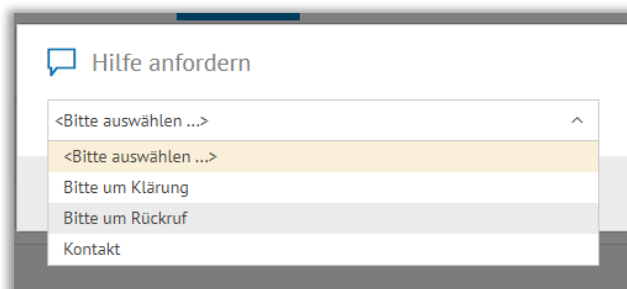 Hilfe anfordern
<Bitte auswählen ...>
<Bitte auswählen ...>
Bitte um Klärung
Bitte um Rückruf
Kontakt